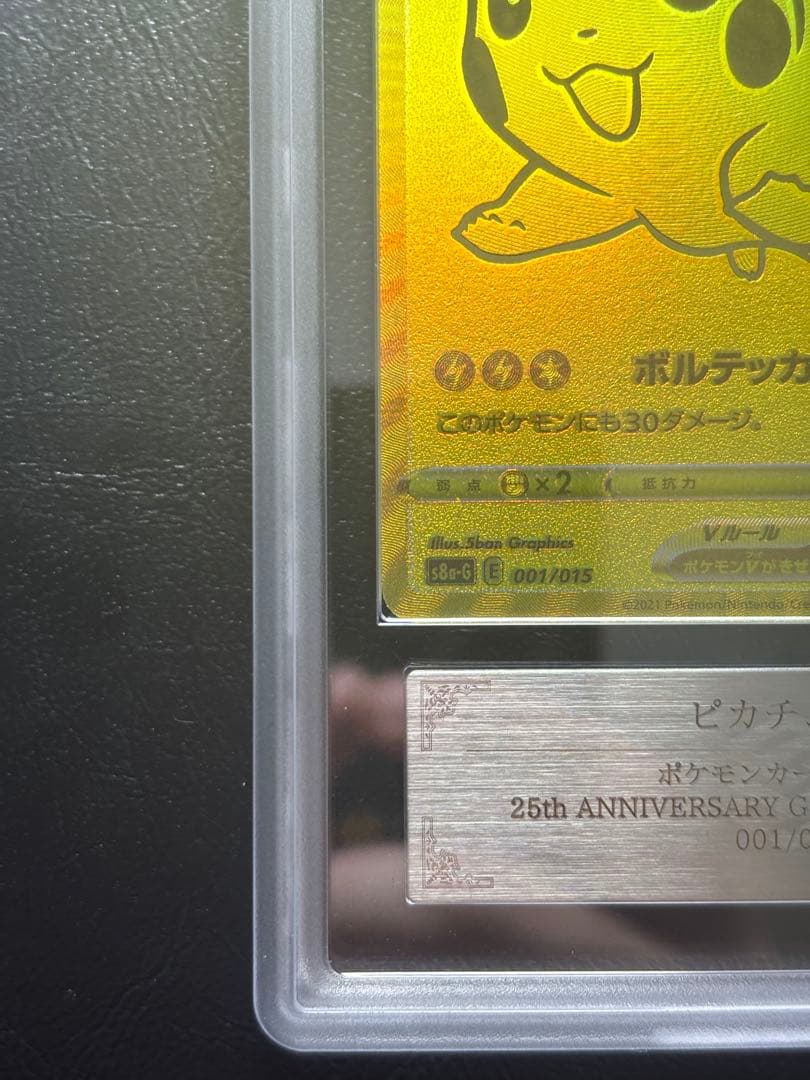 ボルテッカ
このポケモンにも30ダメージ。
弱点 ×2 抵抗力
Illus. 5ban Graphics
Vルール
s8a-G E 001/015
ポケモンVがきぜ
©2021 Pokémon/Nintendo/C
ピカチ
ポケモンカー
25th ANNIVERSARY G
001/0